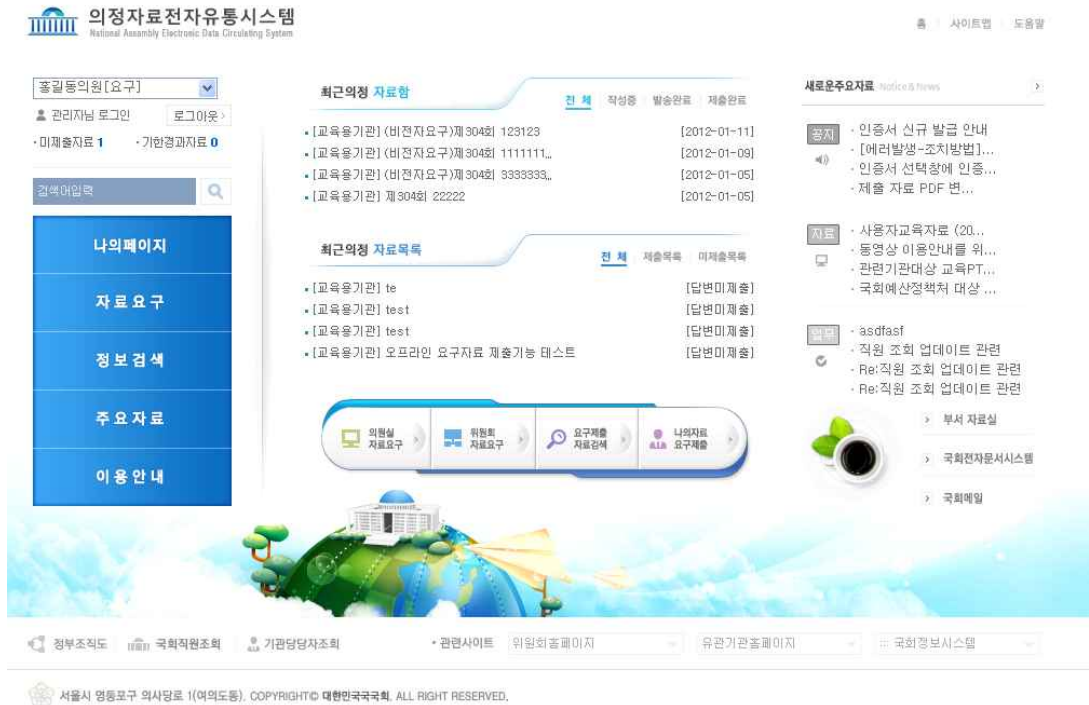 의정자료전자유통시스템
National Assembly Electronic Data Circulating System
홈 사이트맵 도움말
홍길동의원[요구]
관리자님 로그인 로그아웃 >
· 미제출자료 1 · 기한경과자료 0
검색어입력
나의페이지
자료요구
정보검색
주요자료
이용안내
최근의정 자료함
전 체 작성중 발송완료 제출완료
[교육용기관] (비전자요구)제304회 123123 [2012-01-11]
[교육용기관] (비전자요구)제304회 1111111... [2012-01-09]
[교육용기관] (비전자요구)제304회 3333333... [2012-01-05]
[교육용기관] 제304회 22222 [2012-01-05]
최근의정 자료목록
전 체 제출목록 미제출목록
[교육용기관] te [답변미제출]
[교육용기관] test [답변미제출]
[교육용기관] test [답변미제출]
[교육용기관] 오프라인 요구자료 제출기능 테스트 [답변미제출]
의원실 자료요구
위원회 자료요구
요구제출 자료검색
나의자료 요구제출
새로운주요자료 Notice & News >
공지
· 인증서 신규 발급 안내
· [에러발생-조치방법]...
· 인증서 선택창에 인증...
· 제출 자료 PDF 변...
자료
· 사용자교육자료 (20...
· 동영상 이용안내를 위...
· 관련기관대상 교육PT...
· 국회예산정책처 대상 ...
업무
· asdfasf
· 직원 조회 업데이트 관련
· Re:직원 조회 업데이트 관련
· Re:직원 조회 업데이트 관련
> 부서 자료실
> 국회전자문서시스템
> 국회메일
정부조직도 국회직원조회 기관담당자조회 • 관련사이트 위원회홈페이지 유관기관홈페이지 ::: 국회정보시스템
서울시 영등포구 의사당로 1(여의도동). COPYRIGHT© 대한민국국국회. ALL RIGHT RESERVED.